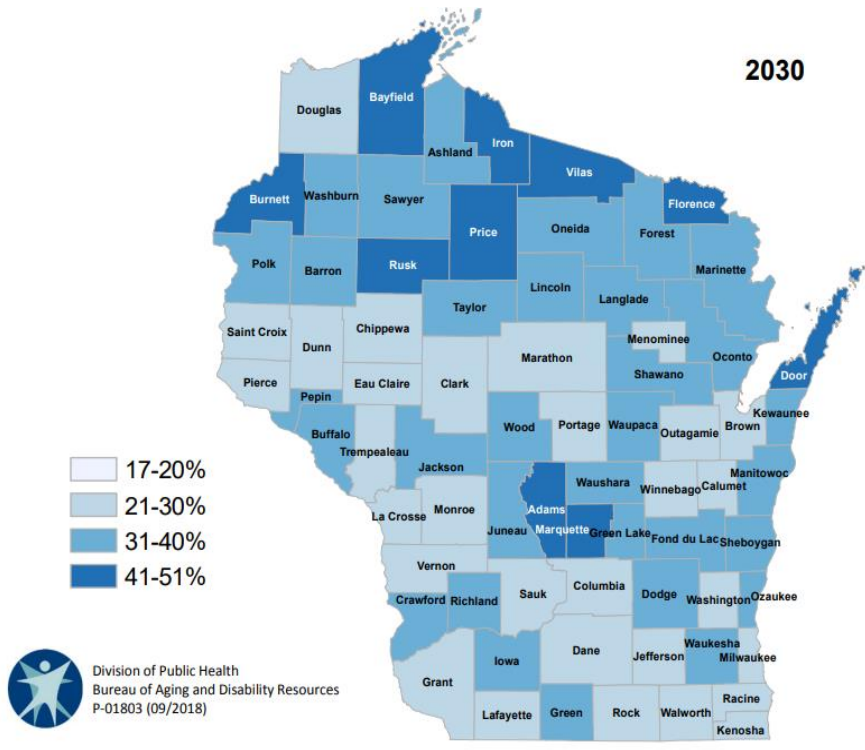 2030
Douglas
Bayfield
Iron
Ashland
Vilas
Burnett
Washburn
Sawyer
Florence
Price
Oneida
Forest
Polk
Barron
Rusk
Marinette
Lincoln
Langlade
Taylor
Saint Croix
Chippewa
Dunn
Marathon
Menominee
Oconto
Pierce
Eau Claire
Clark
Shawano
Door
Pepin
Kewaunee
Buffalo
Wood
Portage
Waupaca
Outagamie
Brown
Trempealeau
Jackson
Waushara
Manitowoc
Winnebago
Calumet
Adams
La Crosse
Monroe
Juneau
Marquette
Green Lake
Fond du Lac
Sheboygan
Vernon
Columbia
Sauk
Dodge
Washington
Ozaukee
Crawford
Richland
Waukesha
Iowa
Dane
Jefferson
Milwaukee
Grant
Lafayette
Green
Rock
Walworth
Racine
Kenosha
17-20%
21-30%
31-40%
41-51%
Division of Public Health
Bureau of Aging and Disability Resources
P-01803 (09/2018)